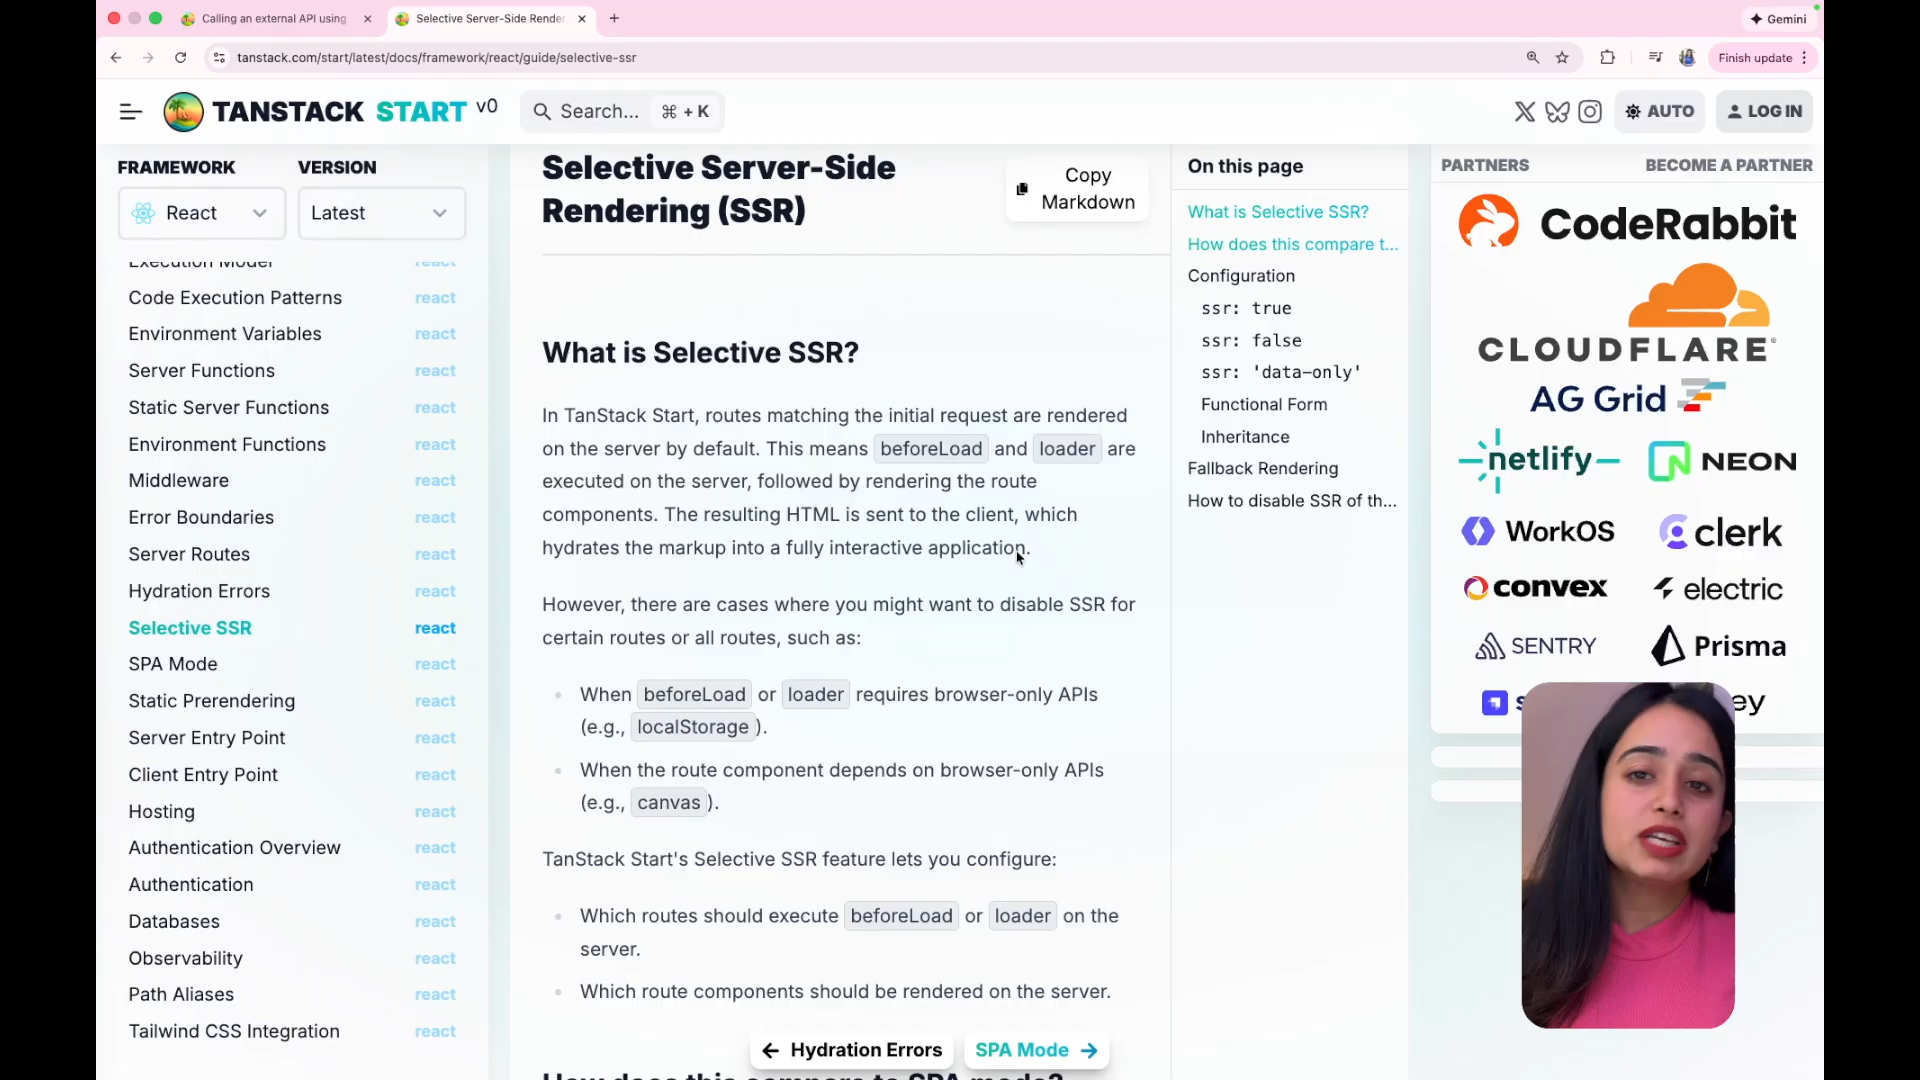 Calling an external API using
Selective Server-Side Render
Gemini
tanstack.com/start/latest/docs/framework/react/guide/selective-ssr
Finish update
TANSTACK START v0
Search... ⌘ + K
AUTO
LOG IN
FRAMEWORK
VERSION
React
Latest
Execution Model react
Code Execution Patterns react
Environment Variables react
Server Functions react
Static Server Functions react
Environment Functions react
Middleware react
Error Boundaries react
Server Routes react
Hydration Errors react
Selective SSR react
SPA Mode react
Static Prerendering react
Server Entry Point react
Client Entry Point react
Hosting react
Authentication Overview react
Authentication react
Databases react
Observability react
Path Aliases react
Tailwind CSS Integration react
Selective Server-Side
Rendering (SSR)
Copy
Markdown
What is Selective SSR?
In TanStack Start, routes matching the initial request are rendered
on the server by default. This means beforeLoad and loader are
executed on the server, followed by rendering the route
components. The resulting HTML is sent to the client, which
hydrates the markup into a fully interactive application.
However, there are cases where you might want to disable SSR for
certain routes or all routes, such as:
• When beforeLoad or loader requires browser-only APIs
(e.g., localStorage ).
• When the route component depends on browser-only APIs
(e.g., canvas ).
TanStack Start's Selective SSR feature lets you configure:
• Which routes should execute beforeLoad or loader on the
server.
• Which route components should be rendered on the server.
← Hydration Errors
SPA Mode →
How does this compare to SPA mode?
On this page
What is Selective SSR?
How does this compare t...
Configuration
ssr: true
ssr: false
ssr: 'data-only'
Functional Form
Inheritance
Fallback Rendering
How to disable SSR of th...
PARTNERS
BECOME A PARTNER
CodeRabbit
CLOUDFLARE
AG Grid
netlify
NEON
WorkOS
clerk
convex
electric
SENTRY
Prisma